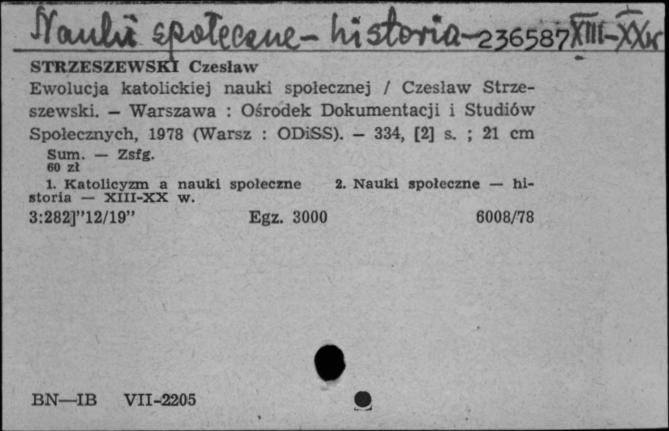 Nauki społeczne - historia - 236587 XIII-XX w
STRZESZEWSKI Czesław
Ewolucja katolickiej nauki społecznej / Czesław Strze-
szewski. — Warszawa : Ośrodek Dokumentacji i Studiów
Społecznych, 1978 (Warsz : ODiSS). — 334, [2] s. ; 21 cm
Sum. — Zsfg.
60 zł
1. Katolicyzm a nauki społeczne 2. Nauki społeczne — hi-
storia — XIII-XX w.
3:282]"12/19" Egz. 3000 6008/78
BN—IB VII-2205